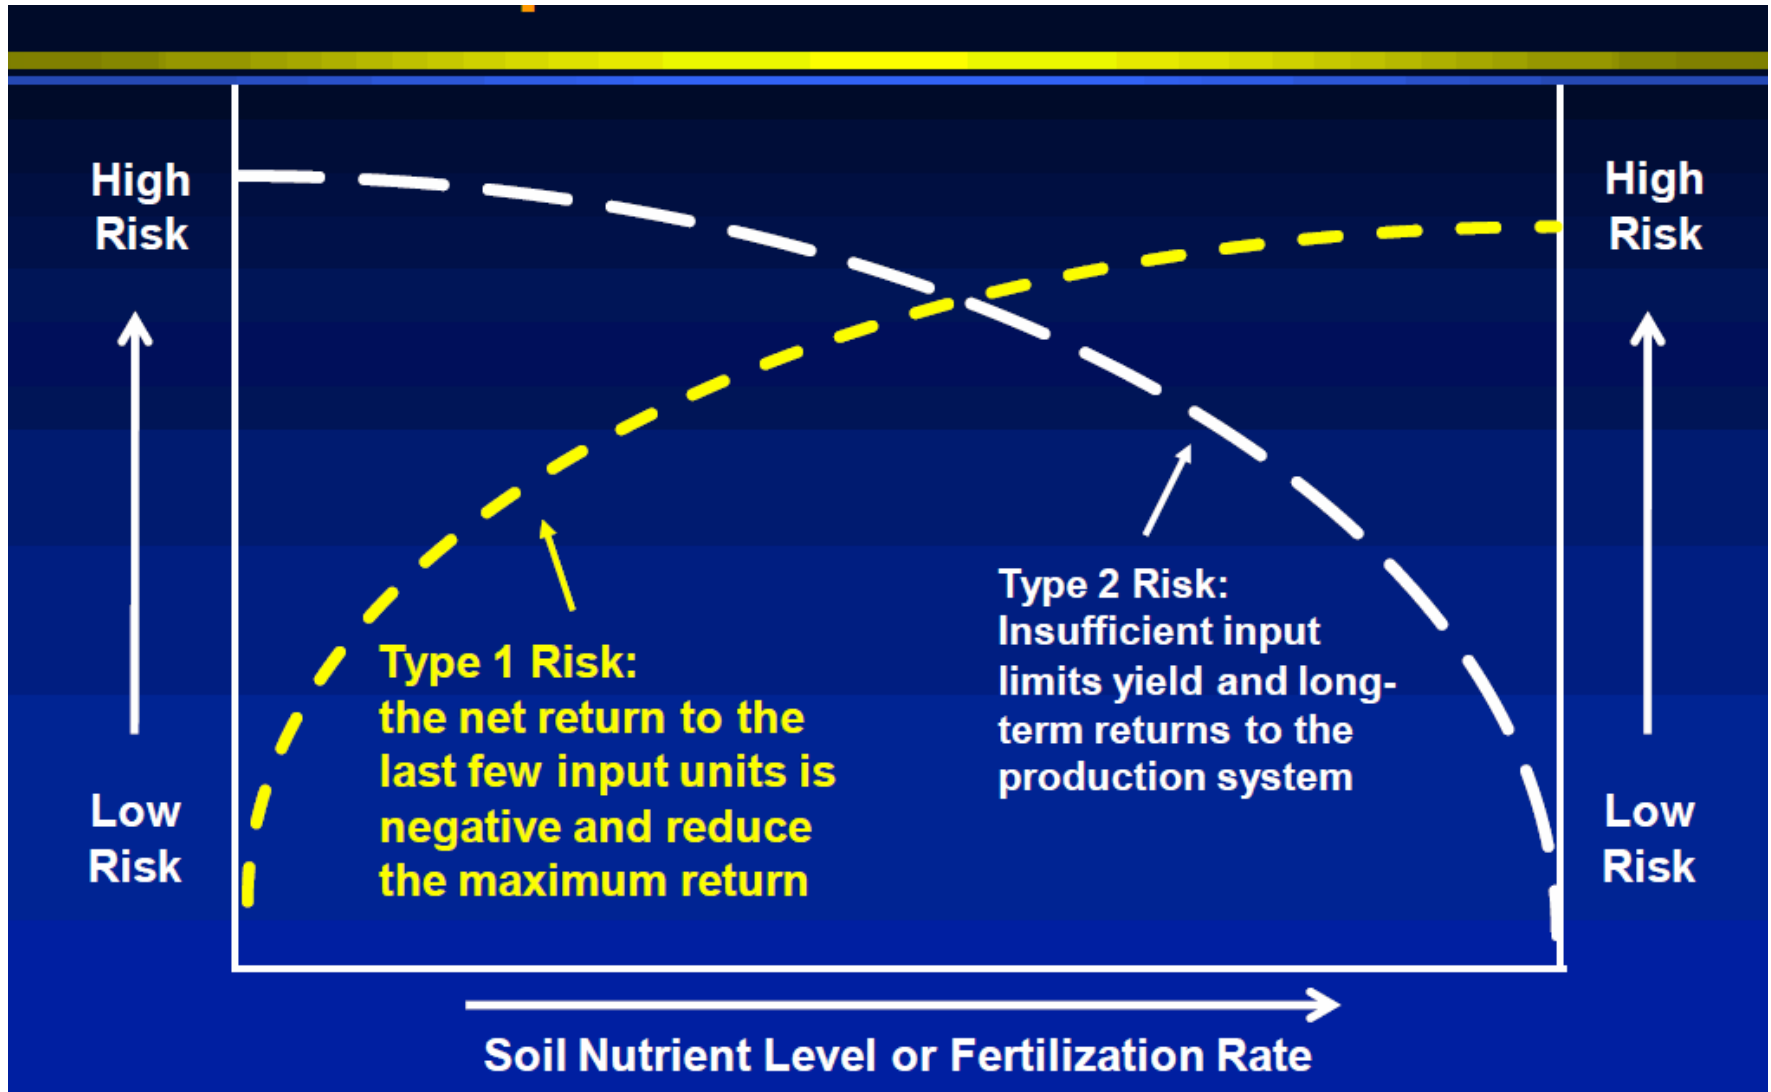 High
Risk
High
Risk
Type 1 Risk:
the net return to the
last few input units is
negative and reduce
the maximum return
Type 2 Risk:
Insufficient input
limits yield and long-
term returns to the
production system
Low
Risk
Low
Risk
Soil Nutrient Level or Fertilization Rate